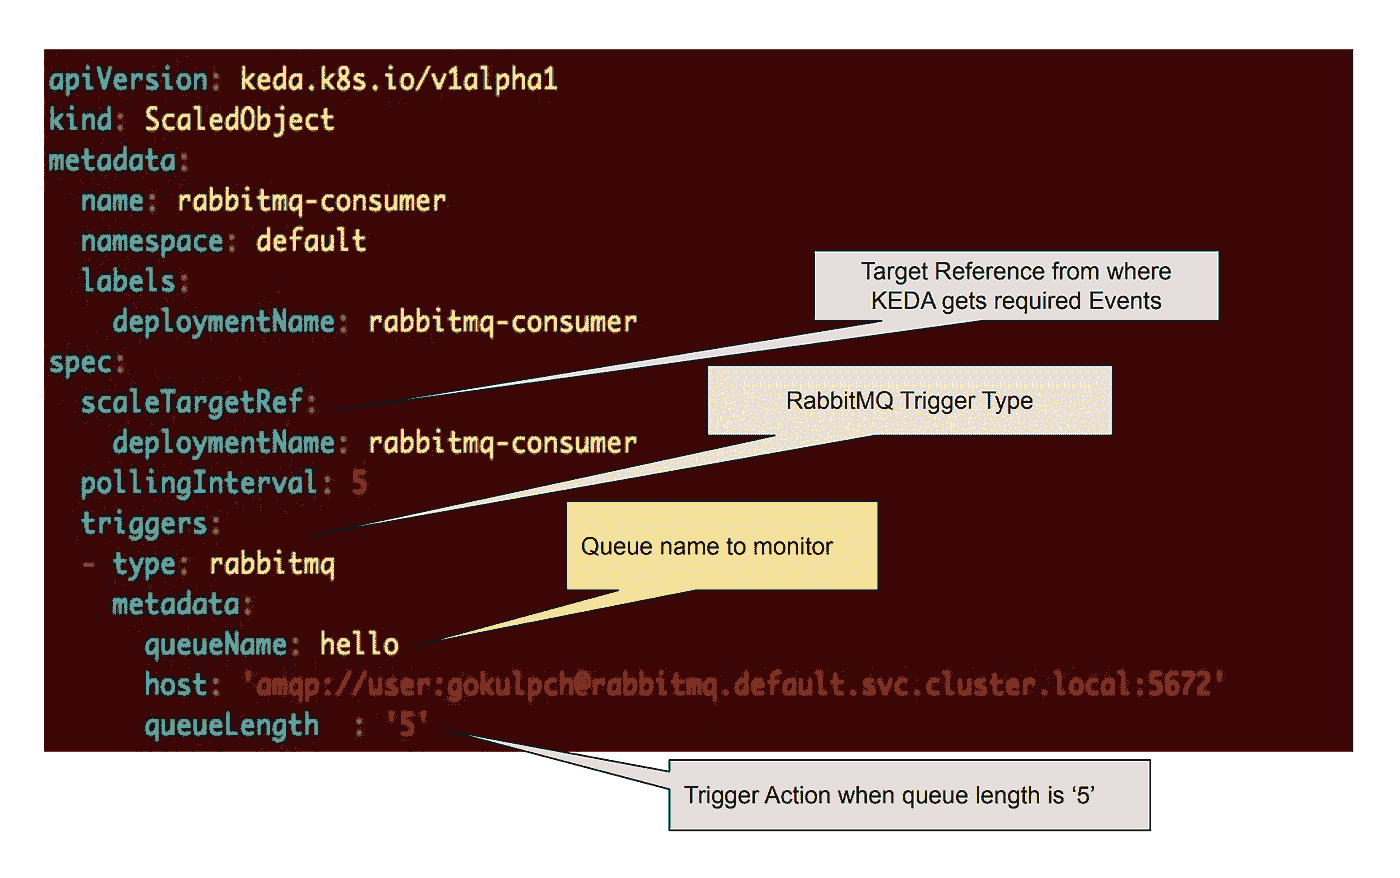 apiVersion: keda.k8s.io/v1alpha1
kind: ScaledObject
metadata:
name: rabbitmq-consumer
namespace: default
labels:
deploymentName: rabbitmq-consumer
spec:
scaleTargetRef:
deploymentName: rabbitmq-consumer
pollingInterval: 5
triggers:
- type: rabbitmq
metadata:
queueName: hello
host: 'amqp://user:gokulpch@rabbitmq.default.svc.cluster.local:5672'
queueLength : '5'
Target Reference from where
KEDA gets required Events
RabbitMQ Trigger Type
Queue name to monitor
Trigger Action when queue length is ‘5’